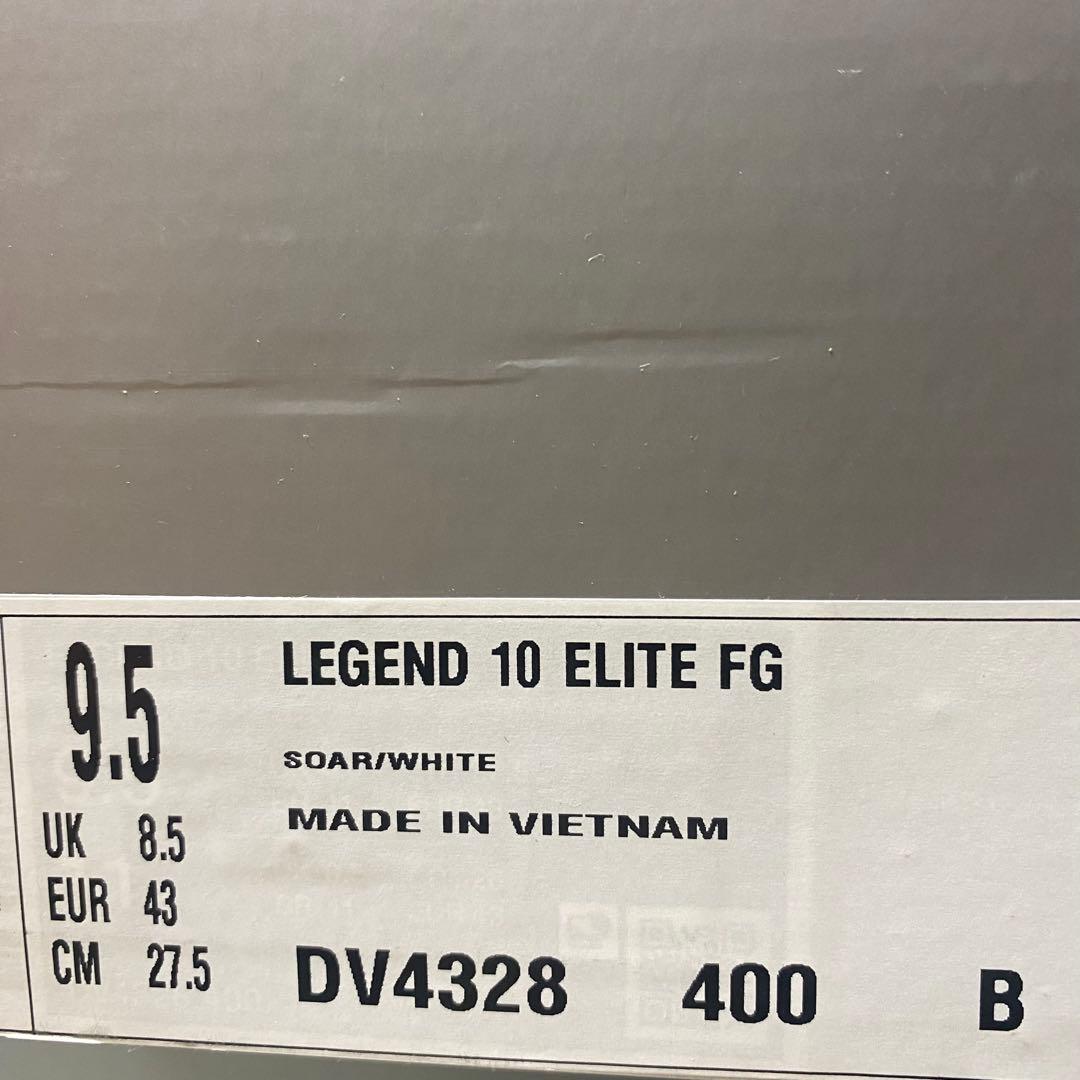 9.5
LEGEND 10 ELITE FG
SOAR/WHITE
MADE IN VIETNAM
UK 8.5
EUR 43
CM 27.5
DV4328 400 B